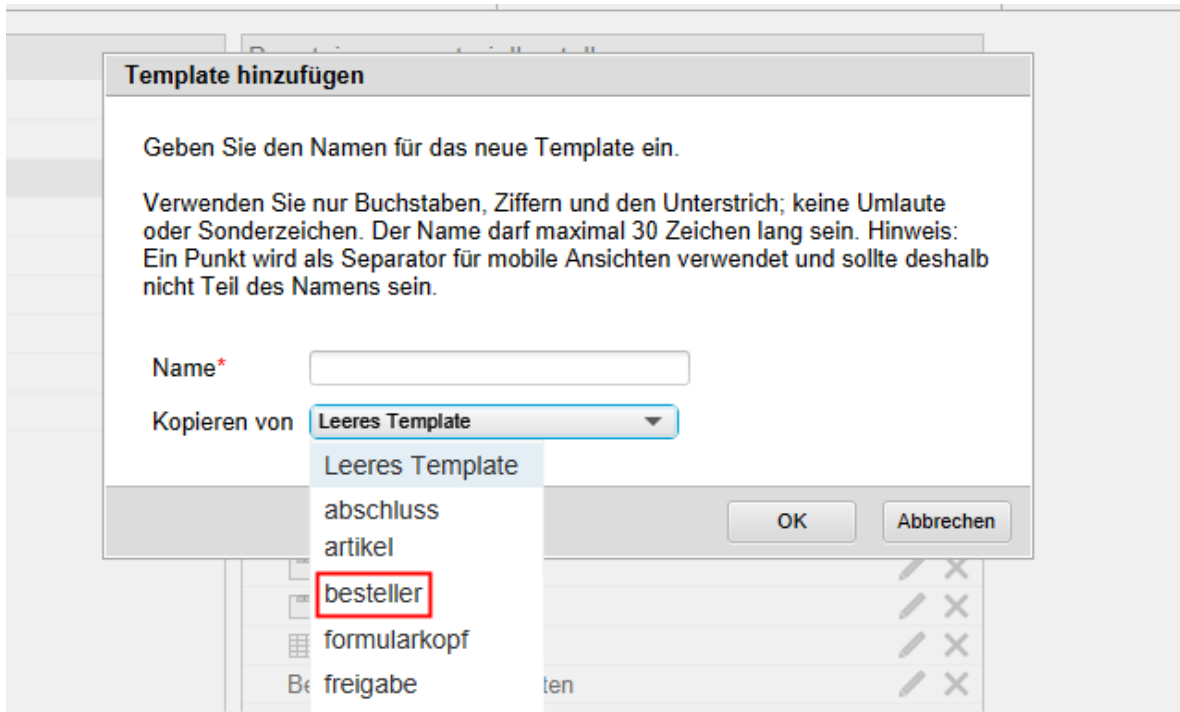 Template hinzufügen
Geben Sie den Namen für das neue Template ein.
Verwenden Sie nur Buchstaben, Ziffern und den Unterstrich; keine Umlaute
oder Sonderzeichen. Der Name darf maximal 30 Zeichen lang sein. Hinweis:
Ein Punkt wird als Separator für mobile Ansichten verwendet und sollte deshalb
nicht Teil des Namens sein.
Name*
Kopieren von Leeres Template
Leeres Template
abschluss
artikel
OK Abbrechen
besteller
formularkopf
freigabe